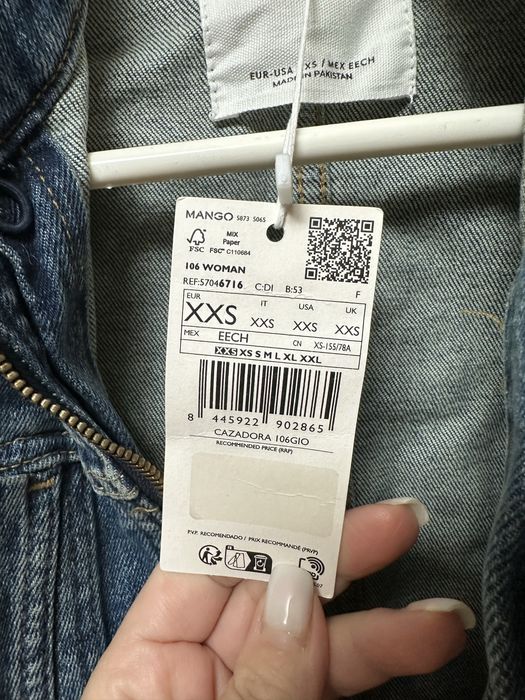 EUR-USA XXS / MEX EECH
MADE IN PAKISTAN
MANGO 5873 5065
FSC
MIX
Paper
FSC® C110684
106 WOMAN
REF:57046716 C:DI B:53 F
EUR IT USA UK
XXS XXS XXS XXS
MEX EECH CN XS-155/78A
XXS XS S M L XL XXL
8 445922 902865
CAZADORA 106GIO
RECOMMENDED PRICE (RRP)
P.V.P. RECOMENDADO / PRIX RECOMMANDÉ (PRVP)